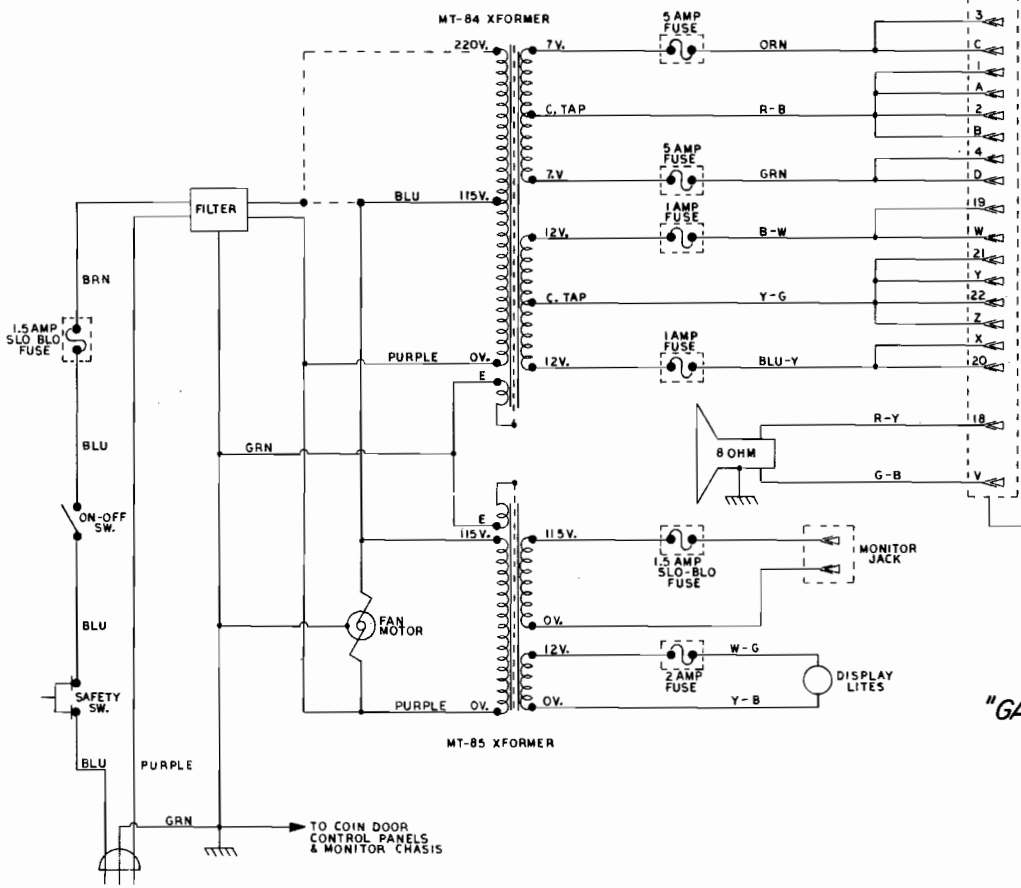 MT-84 XFORMER
220V.
7V.
5 AMP
FUSE
ORN
3
C
1
A
C. TAP
R-B
2
B
5 AMP
FUSE
4
7V
GRN
D
FILTER
BLU
115V.
1 AMP
FUSE
19
12V.
B-W
W
21
Y
BRN
C. TAP
Y-G
22
Z
1.5 AMP
SLO BLO
FUSE
1 AMP
FUSE
X
PURPLE
OV.
12V.
BLU-Y
20
E
R-Y
18
BLU
GRN
8 OHM
G-B
V
ON-OFF
SW.
E
115V.
115V.
1.5 AMP
SLO-BLO
FUSE
MONITOR
JACK
BLU
FAN
MOTOR
OV.
12V.
W-G
2 AMP
FUSE
DISPLAY
LITES
SAFETY
SW.
PURPLE
OV.
OV.
Y-B
"GA
MT-85 XFORMER
BLU
PURPLE
GRN
TO COIN DOOR
CONTROL PANELS
& MONITOR CHASIS